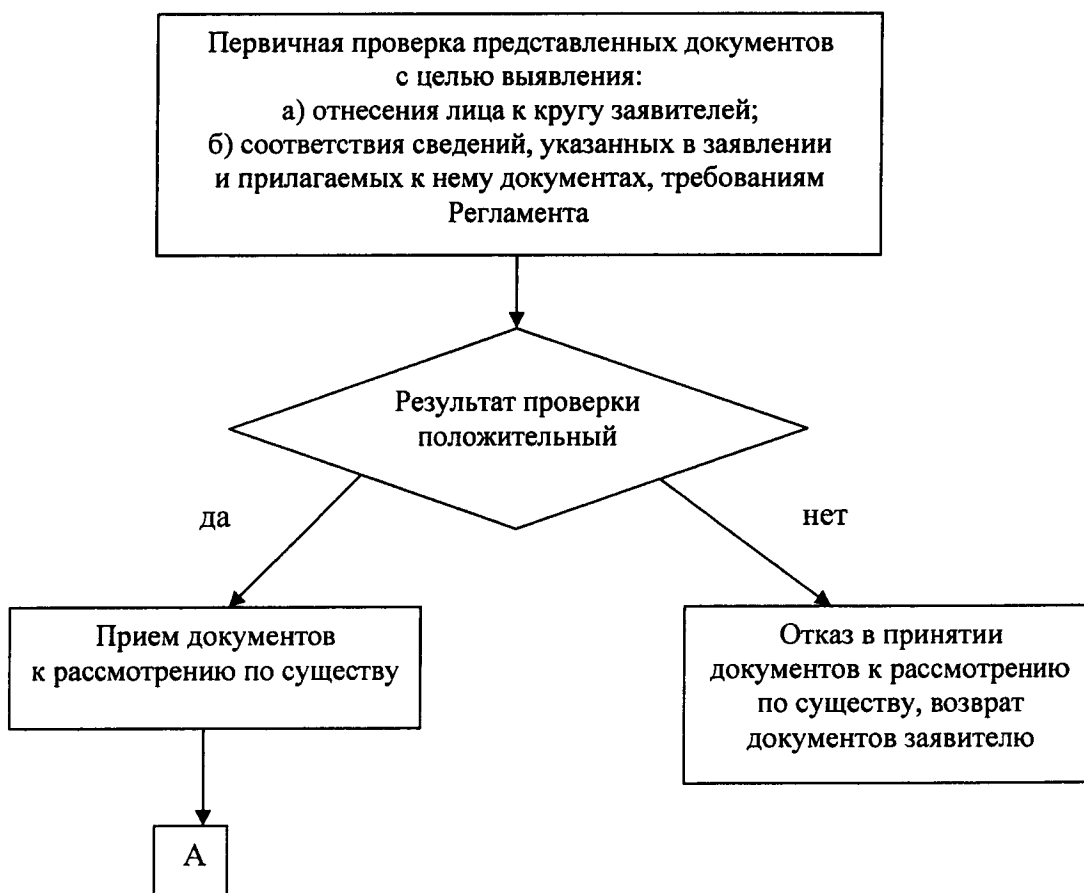 Первичная проверка представленных документов
с целью выявления:
а) отнесения лица к кругу заявителей;
б) соответствия сведений, указанных в заявлении
и прилагаемых к нему документах, требованиям
Регламента
Результат проверки
положительный
да
нет
Прием документов
к рассмотрению по существу
Отказ в принятии
документов к рассмотрению
по существу, возврат
документов заявителю
А